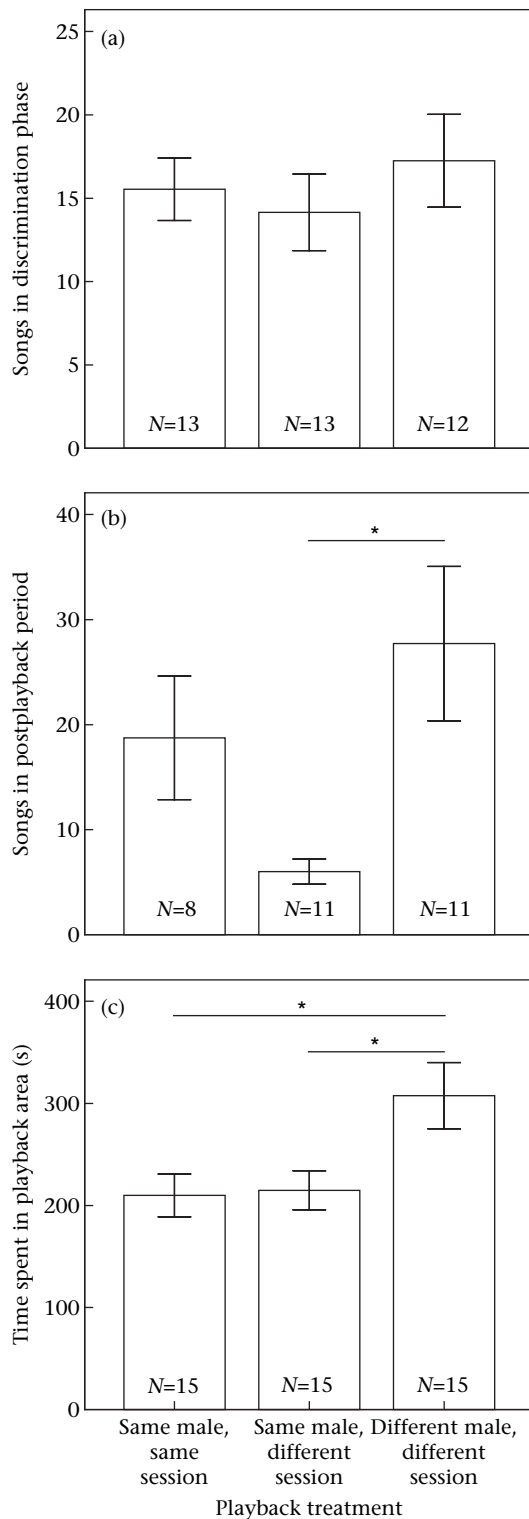 (a)
25
20
15
10
5
0
Songs in discrimination phase
N=13
N=13
N=12
(b)
40
30
20
10
0
Songs in postplayback period
*
N=8
N=11
N=11
(c)
400
300
200
100
0
Time spent in playback area (s)
*
*
N=15
N=15
N=15
Same male,
same
session
Same male,
different
session
Different male,
different
session
Playback treatment